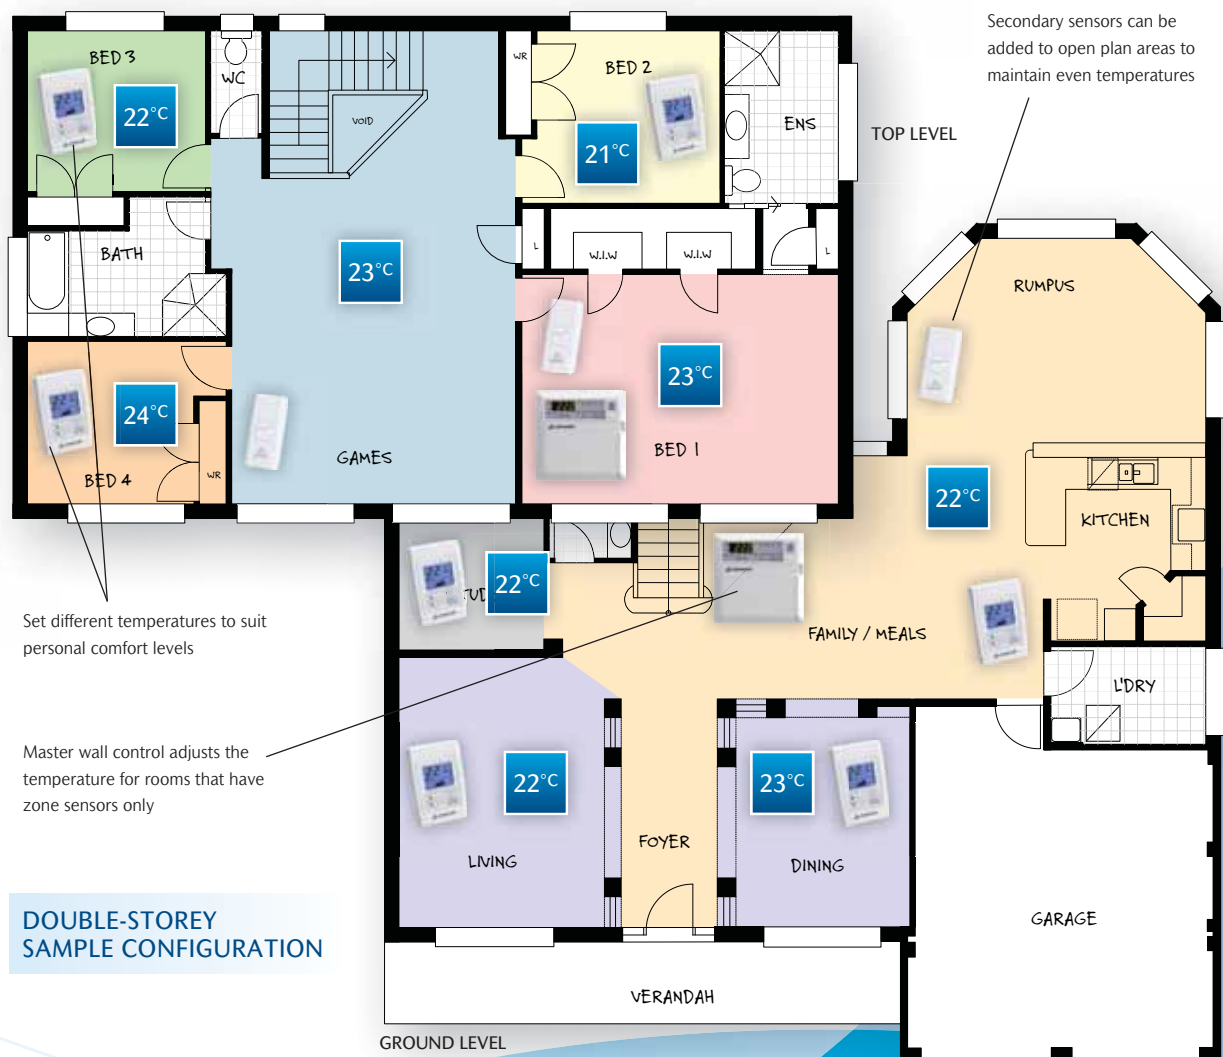 Secondary sensors can be
added to open plan areas to
maintain even temperatures
TOP LEVEL
BED 3
22°C
WC
VOID
WR
BED 2
21°C
ENS
BATH
23°C
GAMES
L
W.I.W
W.I.W
L
23°C
BED 1
24°C
BED 4
WR
RUMPUS
22°C
KITCHEN
22°C
FAMILY / MEALS
L'DRY
Set different temperatures to suit
personal comfort levels
Master wall control adjusts the
temperature for rooms that have
zone sensors only
22°C
LIVING
FOYER
23°C
DINING
GARAGE
VERANDAH
DOUBLE-STOREY
SAMPLE CONFIGURATION
GROUND LEVEL